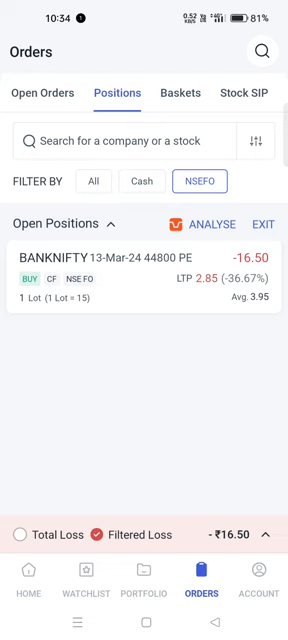 10:34 1 0.52 KB/S 4G 81%
Orders
Open Orders Positions Baskets Stock SIP
Search for a company or a stock
FILTER BY All Cash NSEFO
Open Positions ANALYSE EXIT
BANKNIFTY 13-Mar-24 44800 PE -16.50
BUY CF NSE FO LTP 2.85 (-36.67%)
1 Lot (1 Lot = 15) Avg. 3.95
Total Loss Filtered Loss - ₹16.50
HOME WATCHLIST PORTFOLIO ORDERS ACCOUNT